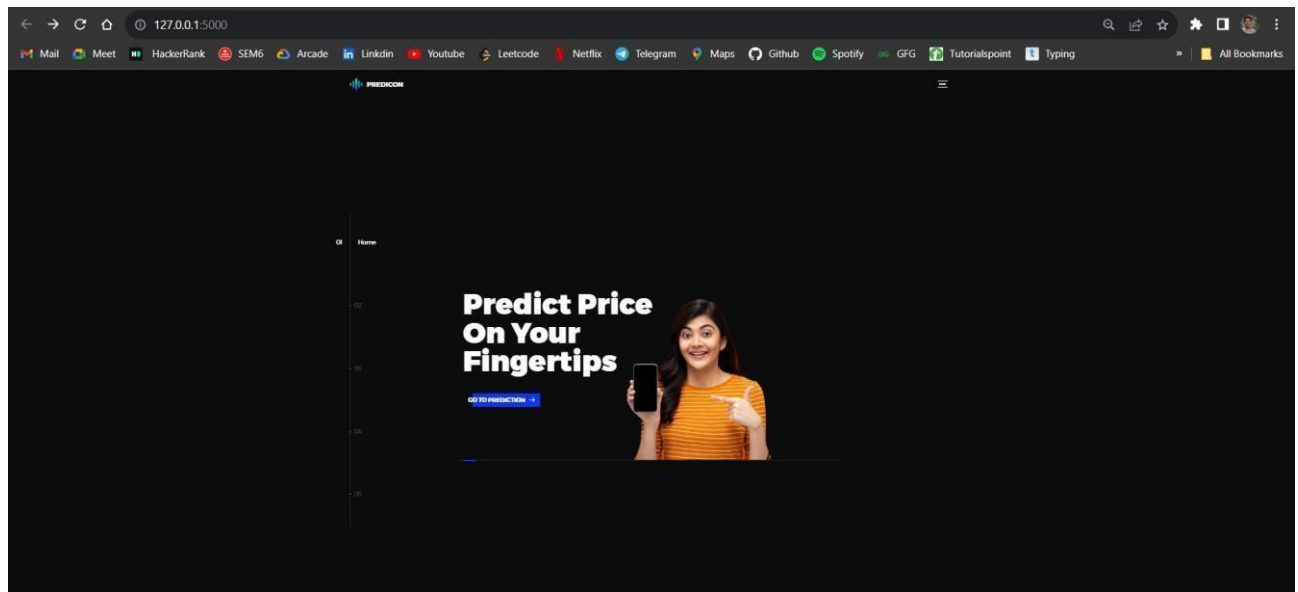 127.0.0.1:5000
Mail Meet HackerRank SEM6 Arcade Linkdin Youtube Leetcode Netflix Telegram Maps Github Spotify GFG Tutorialspoint Typing » All Bookmarks
PREDICON
01 Home
02
Predict Price
On Your
Fingertips
03
GO TO PREDICTION →
04
05